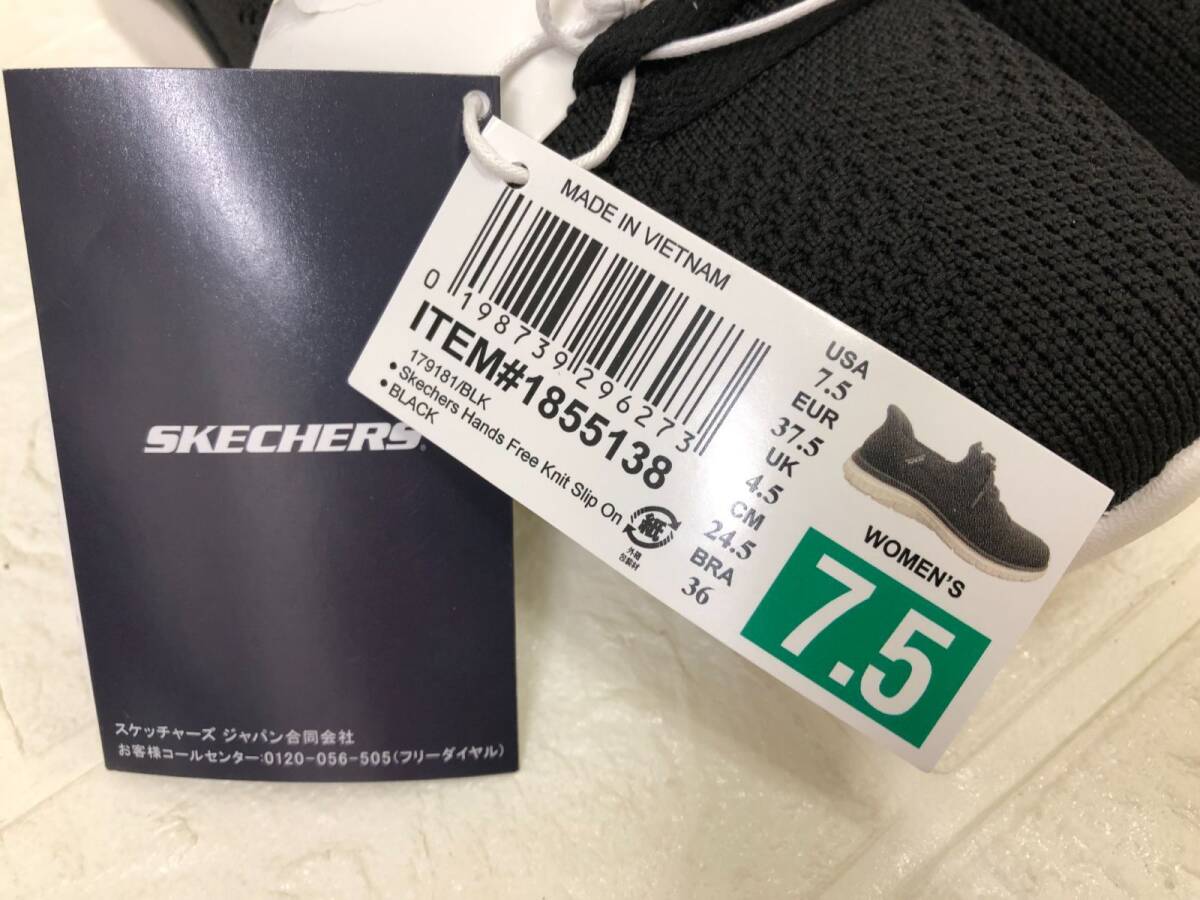 SKECHERS
スケッチャーズ ジャパン合同会社
お客様コールセンター:0120-056-505(フリーダイヤル)
MADE IN VIETNAM
0 198739 296273
ITEM#1855138
179181/BLK
• Skechers Hands Free Knit Slip On
• BLACK
紙
外箱
包装材
USA
7.5
EUR
37.5
UK
4.5
CM
24.5
BRA
36
WOMEN'S
7.5